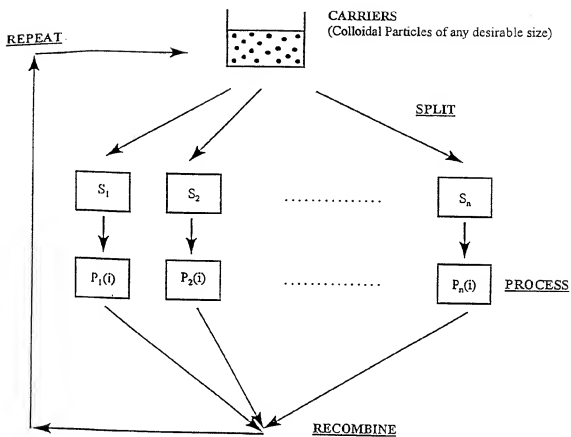 CARRIERS
(Colloidal Particles of any desirable size)
REPEAT
SPLIT
S1 S2 .............. Sn
P1(i) P2(i) .............. Pn(i) PROCESS
RECOMBINE